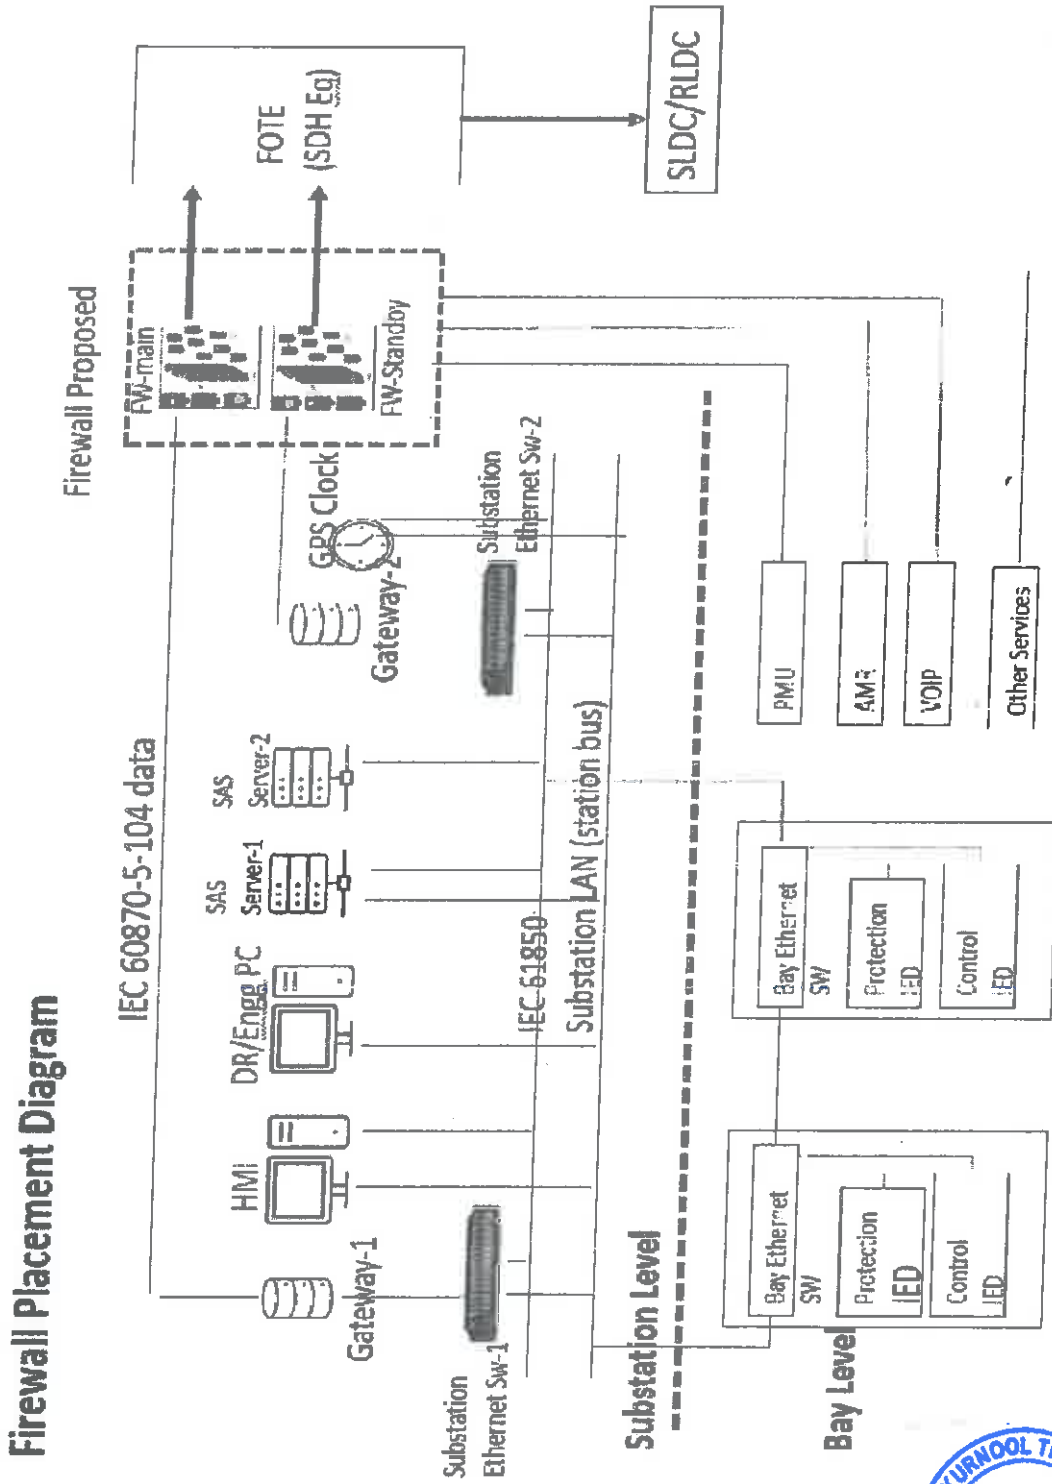 Firewall Placement Diagram
Firewall Proposed
IEC 60870-5-104 data
FW-main
FOTE
(SDH Eq)
FW-Standby
SLDC/RLDC
Gateway-1
HMI
DR/Engg PC
SAS
Server-1
SAS
Server-2
Gateway-2
GPS Clock
Substation
Ethernet Sw-1
Substation
Ethernet Sw-2
IEC 61850
Substation LAN (station bus)
Substation Level
Bay Level
Bay Ethernet
SW
Protection
IED
Control
IED
Bay Ethernet
SW
Protection
IED
Control
IED
PMU
AMR
VOIP
Other Services
KURNOOL